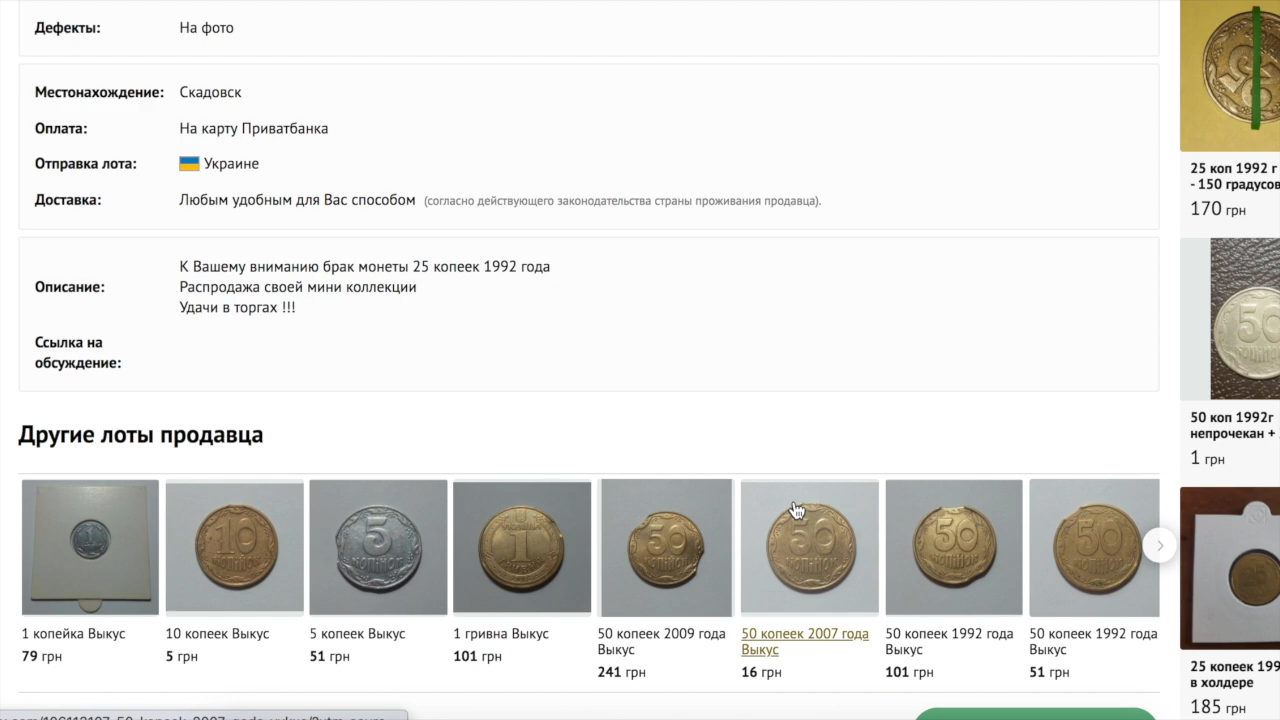 Дефекты: На фото
Местонахождение: Скадовск
Оплата: На карту Приватбанка
Отправка лота: Украине
Доставка: Любым удобным для Вас способом (согласно действующего законодательства страны проживания продавца).
Описание: К Вашему вниманию брак монеты 25 копеек 1992 года
Распродажа своей мини коллекции
Удачи в торгах !!!
Ссылка на
обсуждение:
Другие лоты продавца
1 копейка Выкус
79 грн
10 копеек Выкус
5 грн
5 копеек Выкус
51 грн
1 гривна Выкус
101 грн
50 копеек 2009 года
Выкус
241 грн
50 копеек 2007 года
Выкус
16 грн
50 копеек 1992 года
Выкус
101 грн
50 копеек 1992 года
Выкус
51 грн
25 коп 1992 г
- 150 градусов
170 грн
50 коп 1992г
непрочекан +
1 грн
25 копеек 199
в холдере
185 грн